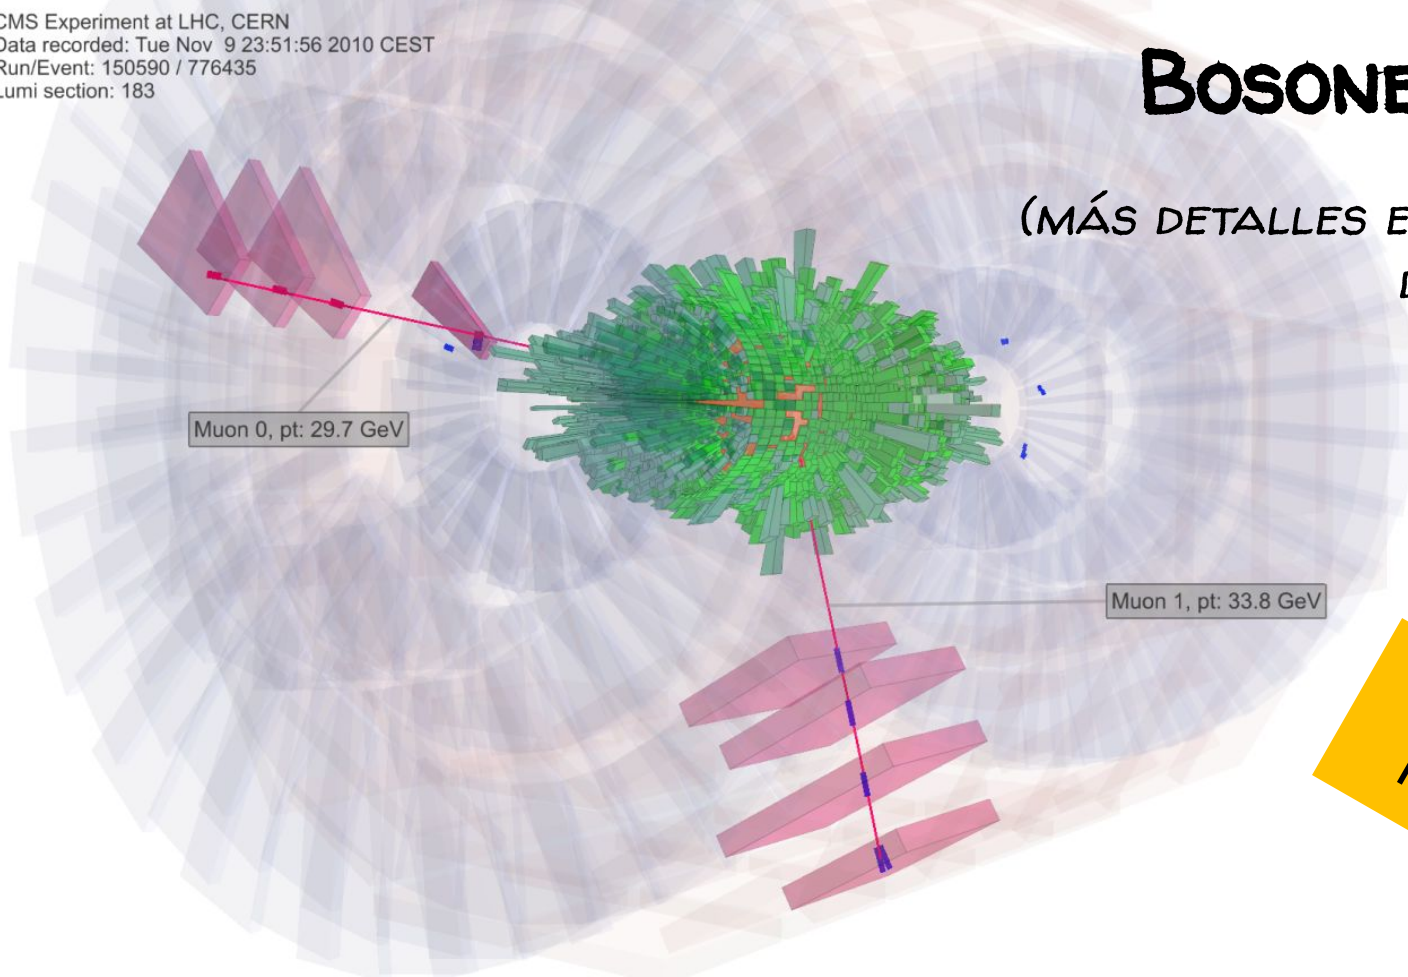 CMS Experiment at LHC, CERN
Data recorded: Tue Nov 9 23:51:56 2010 CEST
Run/Event: 150590 / 776435
Lumi section: 183
BOSONE
(MÁS DETALLES E
Muon 0, pt: 29.7 GeV
Muon 1, pt: 33.8 GeV